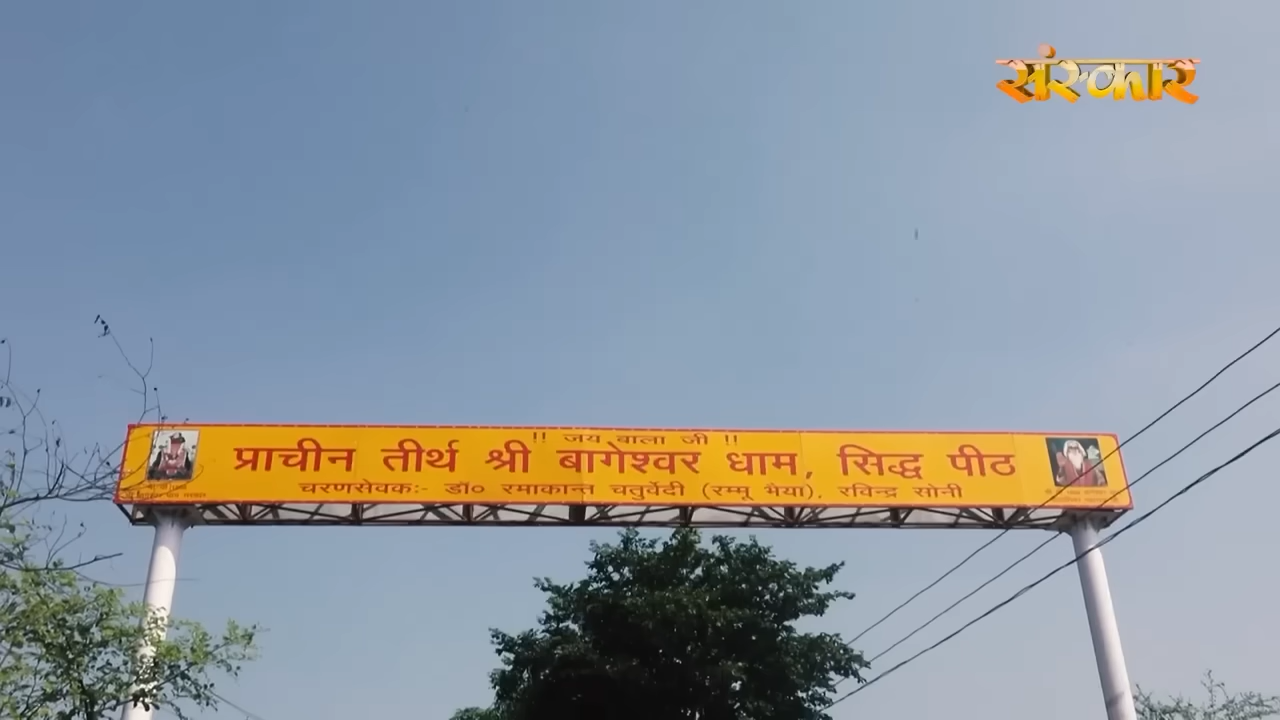 संस्कार
!! जय बाला जी !!
प्राचीन तीर्थ श्री बागेश्वर धाम, सिद्ध पीठ
चरणसेवकः- डॉ० रमाकान्त चतुर्वेदी (रम्मू भैया), रविन्द्र सोनी